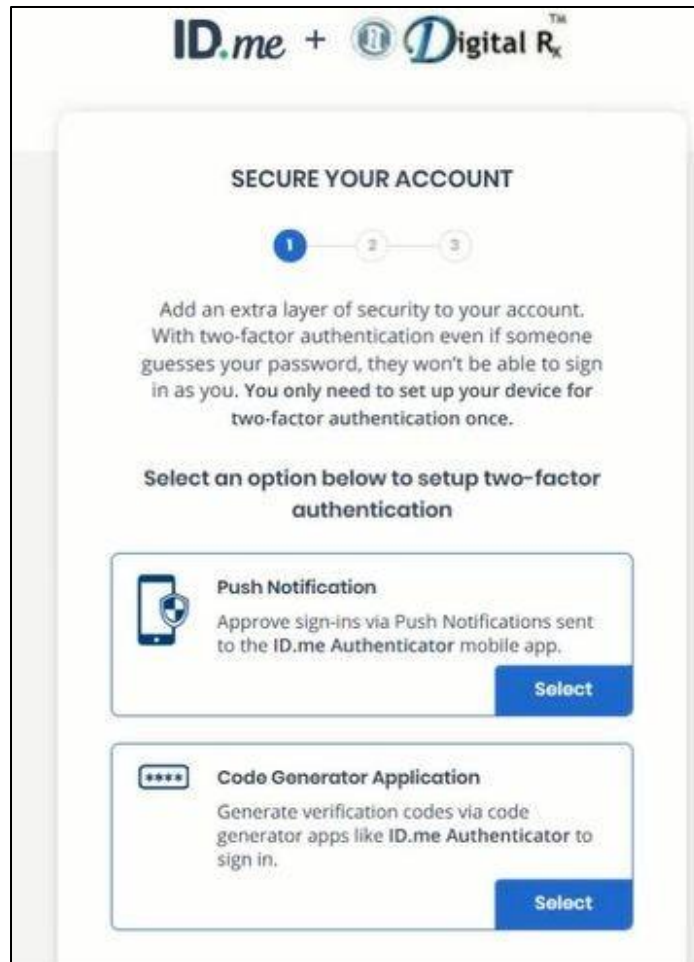 ID.me + Digital Rx™
SECURE YOUR ACCOUNT
1 2 3
Add an extra layer of security to your account.
With two-factor authentication even if someone
guesses your password, they won't be able to sign
in as you. You only need to set up your device for
two-factor authentication once.
Select an option below to setup two-factor
authentication
Push Notification
Approve sign-ins via Push Notifications sent
to the ID.me Authenticator mobile app.
Select
****
Code Generator Application
Generate verification codes via code
generator apps like ID.me Authenticator to
sign in.
Select